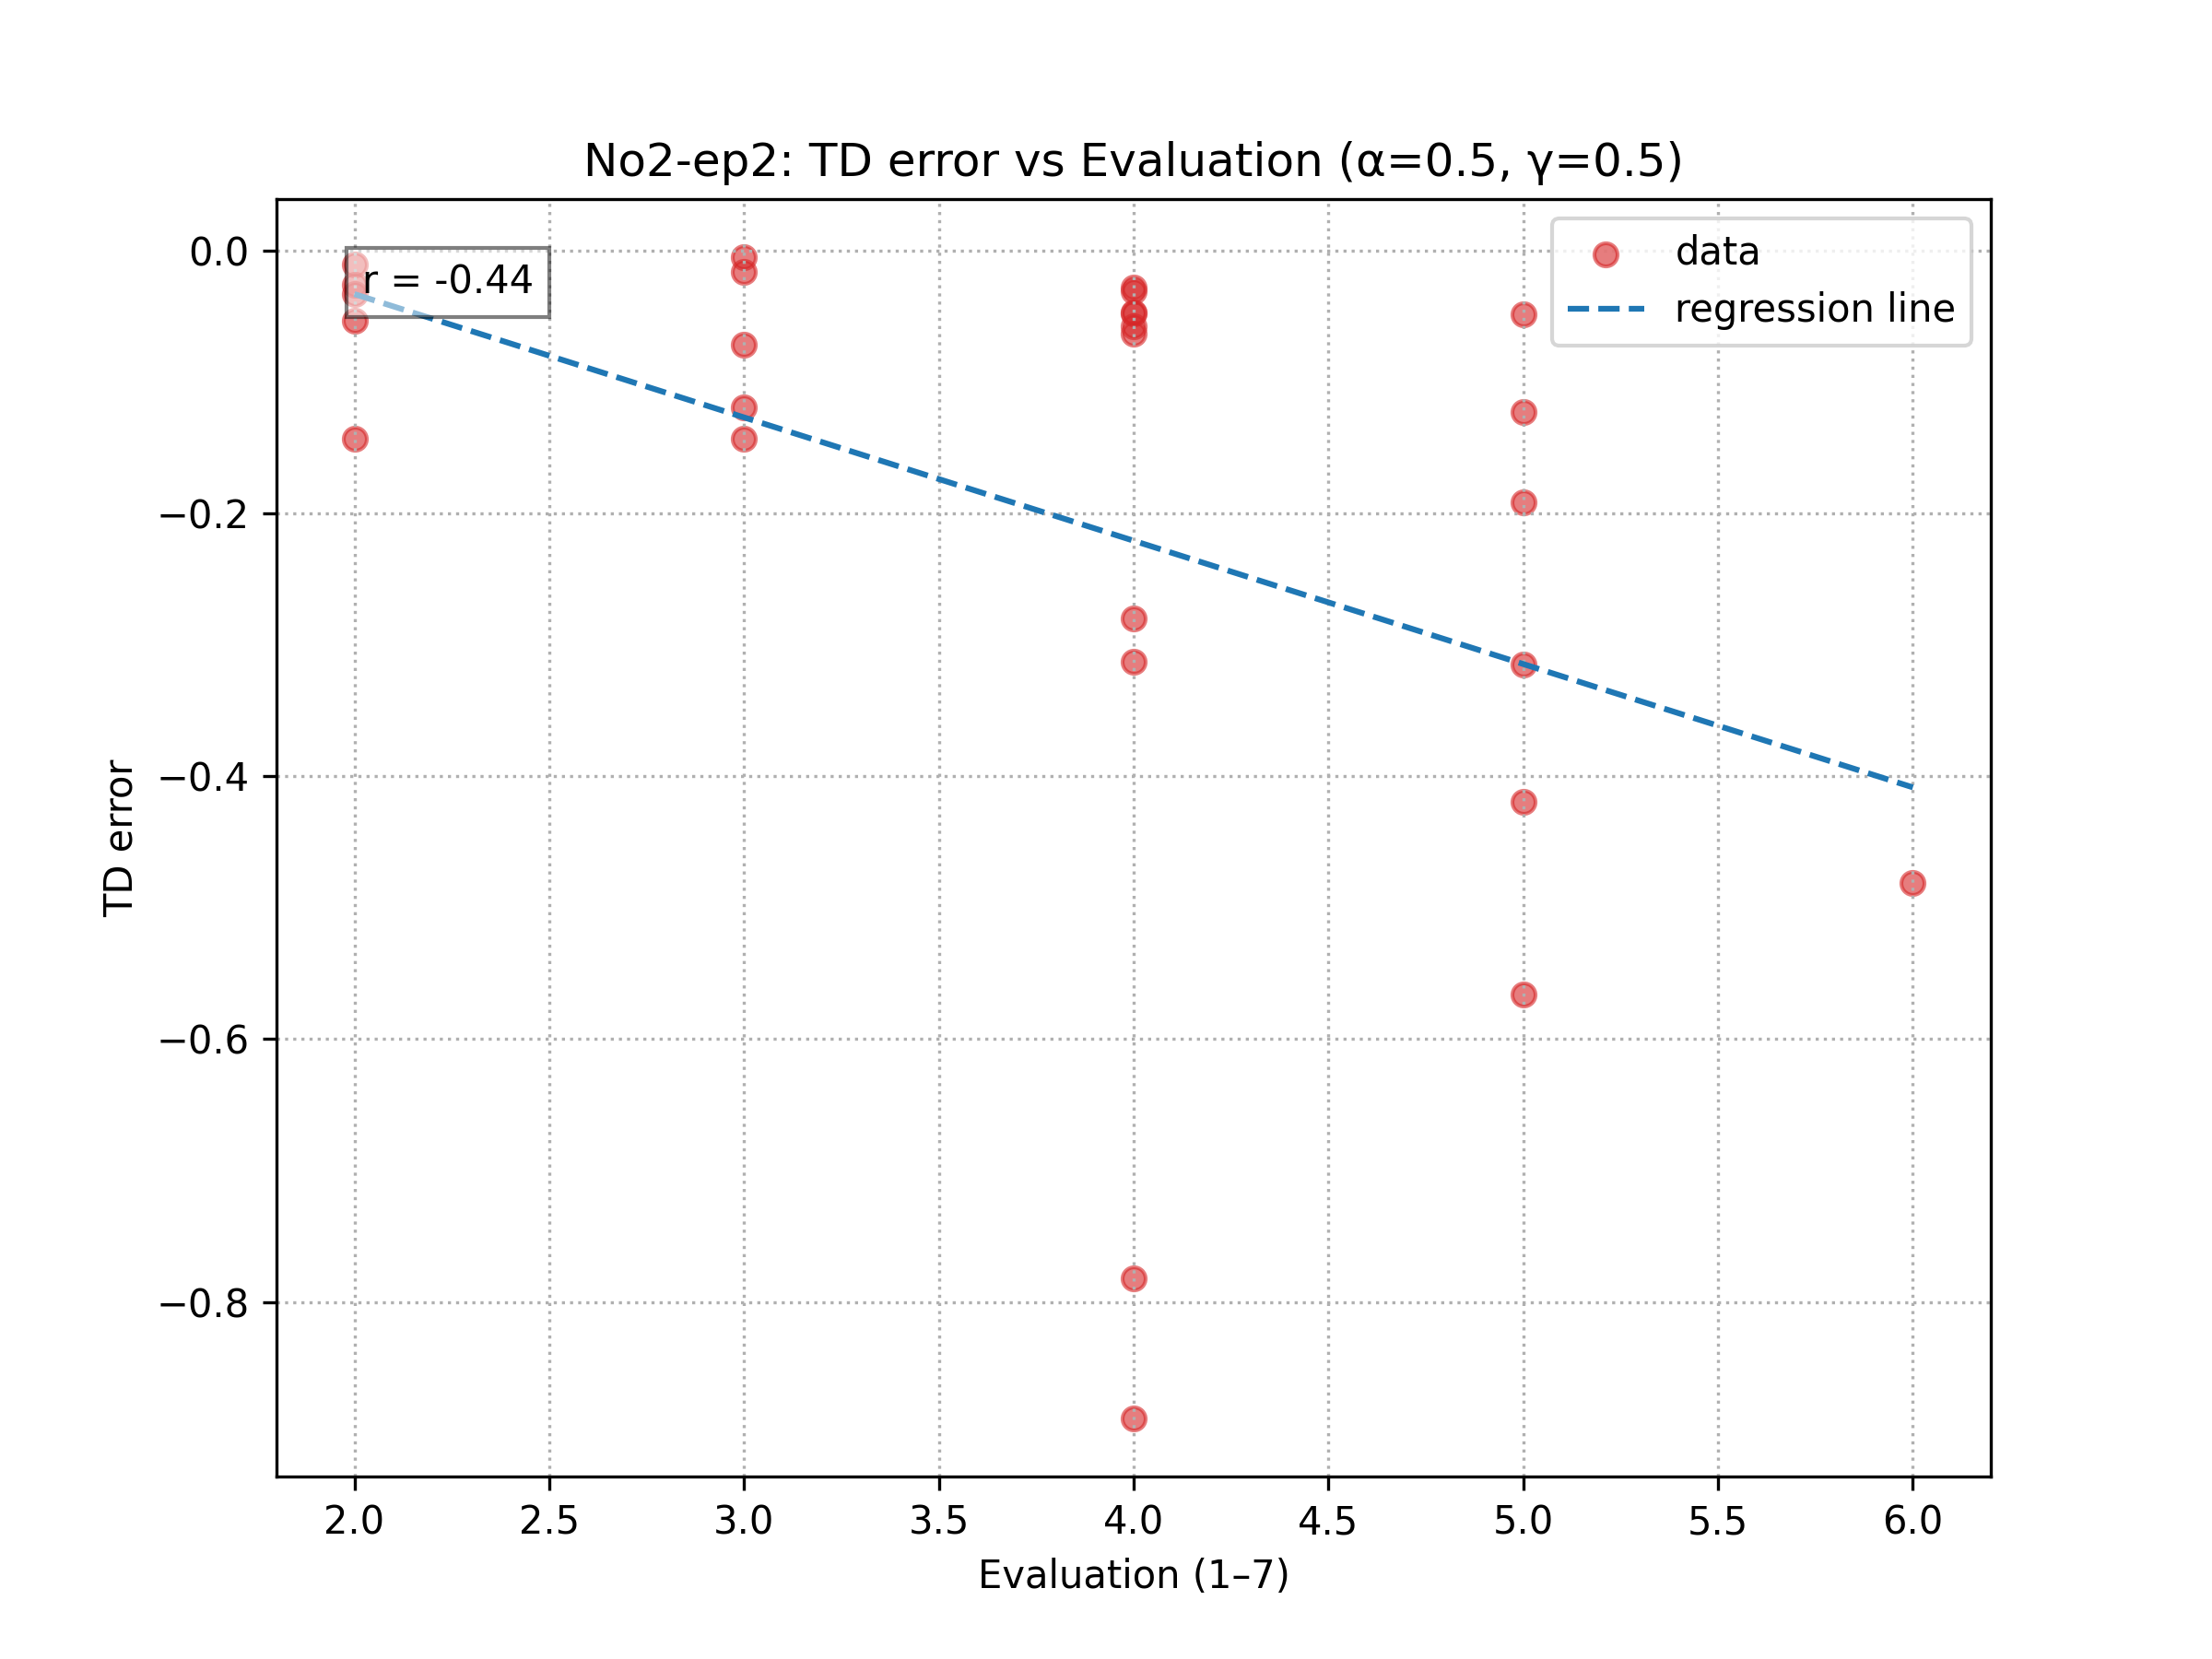 No2-ep2: TD error vs Evaluation (α=0.5, γ=0.5)
r = -0.44
data
regression line
TD error
0.0
−0.2
−0.4
−0.6
−0.8
2.0 2.5 3.0 3.5 4.0 4.5 5.0 5.5 6.0
Evaluation (1–7)